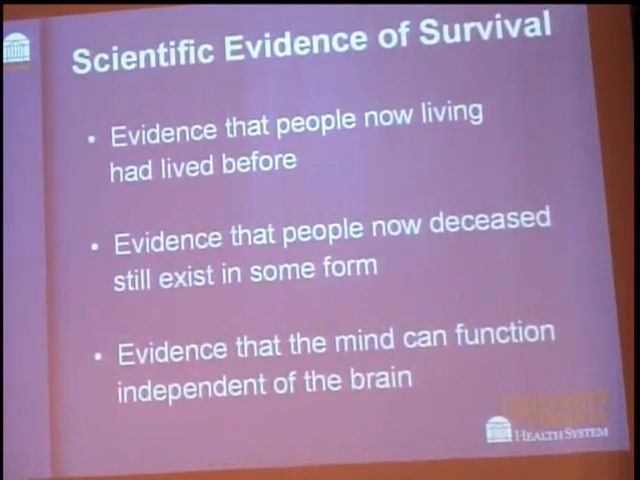 Scientific Evidence of Survival
• Evidence that people now living
had lived before
• Evidence that people now deceased
still exist in some form
• Evidence that the mind can function
independent of the brain
HEALTH SYSTEM